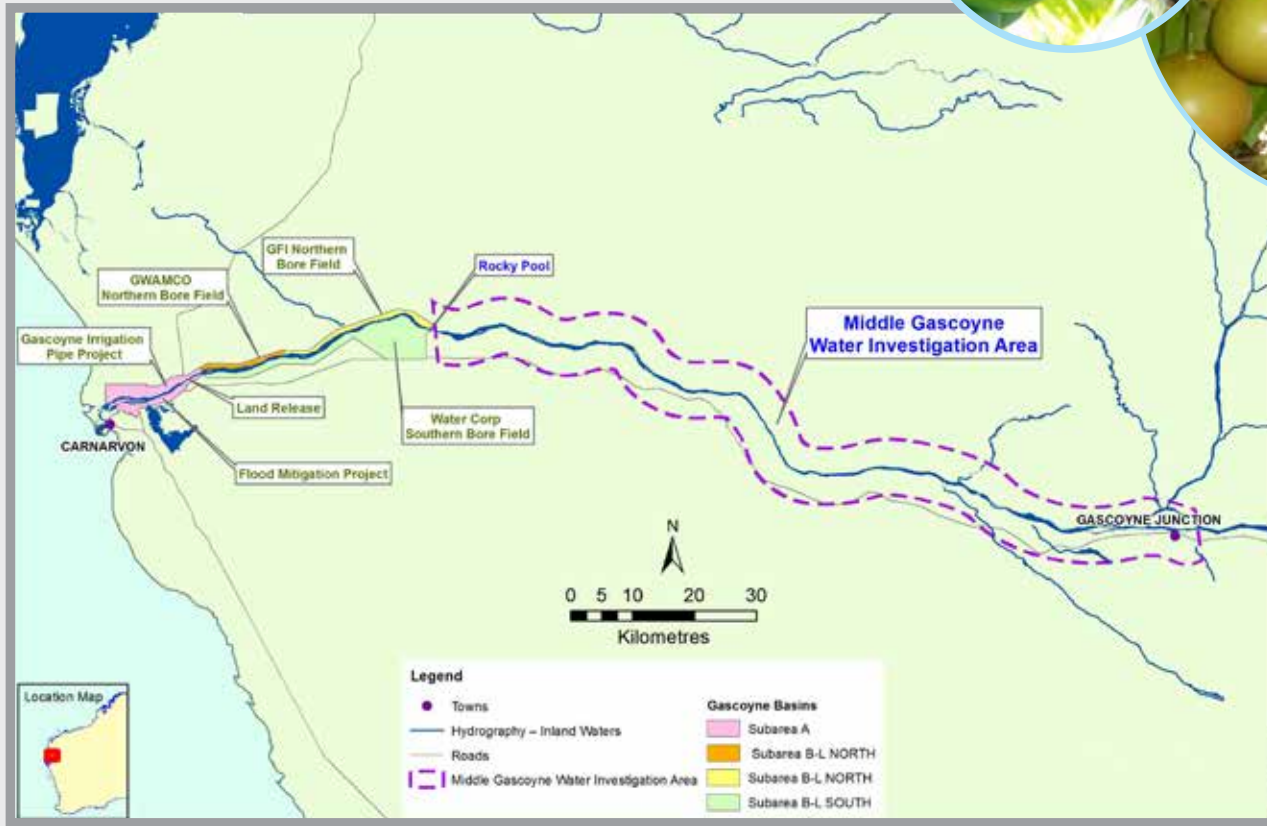 GFI Northern
Bore Field
Rocky Pool
GWAMCO
Northern Bore Field
Middle Gascoyne
Water Investigation Area
Gascoyne Irrigation
Pipe Project
Land Release
Water Corp
Southern Bore Field
CARNARVON
Flood Mitigation Project
GASCOYNE JUNCTION
N
0 5 10 20 30
Kilometres
Location Map
Legend
Towns
Hydrography – Inland Waters
Roads
Middle Gascoyne Water Investigation Area
Gascoyne Basins
Subarea A
Subarea B-L NORTH
Subarea B-L NORTH
Subarea B-L SOUTH